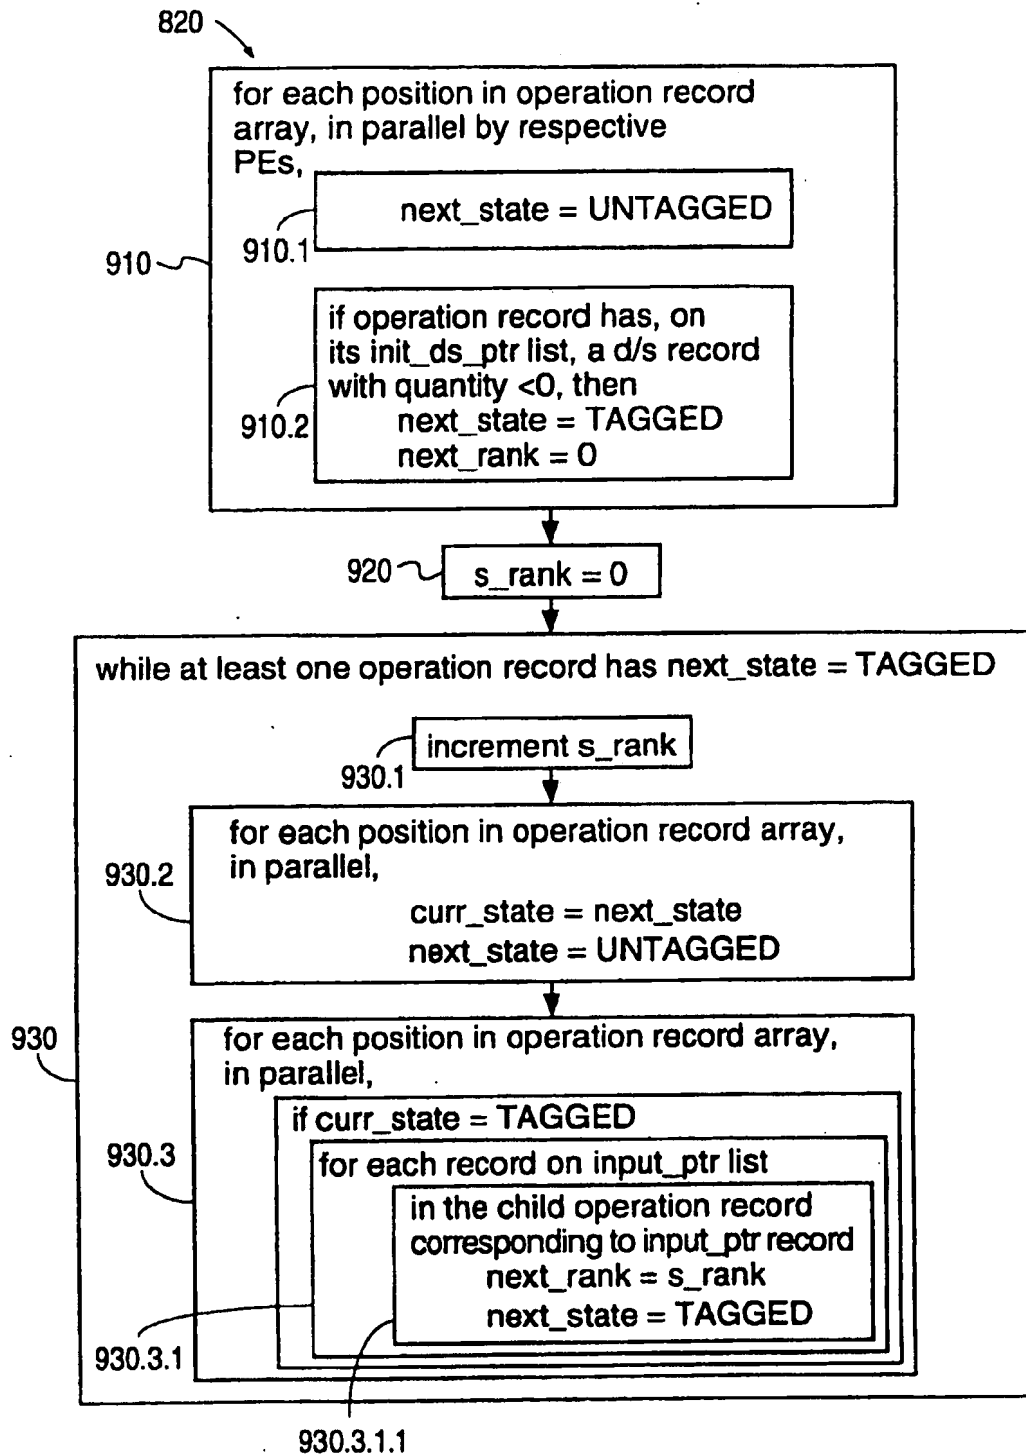 820
for each position in operation record
array, in parallel by respective
PEs,
next_state = UNTAGGED
910.1
910
if operation record has, on
its init_ds_ptr list, a d/s record
with quantity <0, then
next_state = TAGGED
next_rank = 0
910.2
920
s_rank = 0
while at least one operation record has next_state = TAGGED
increment s_rank
930.1
for each position in operation record array,
in parallel,
curr_state = next_state
next_state = UNTAGGED
930.2
930
for each position in operation record array,
in parallel,
if curr_state = TAGGED
930.3
for each record on input_ptr list
in the child operation record
corresponding to input_ptr record
next_rank = s_rank
next_state = TAGGED
930.3.1
930.3.1.1